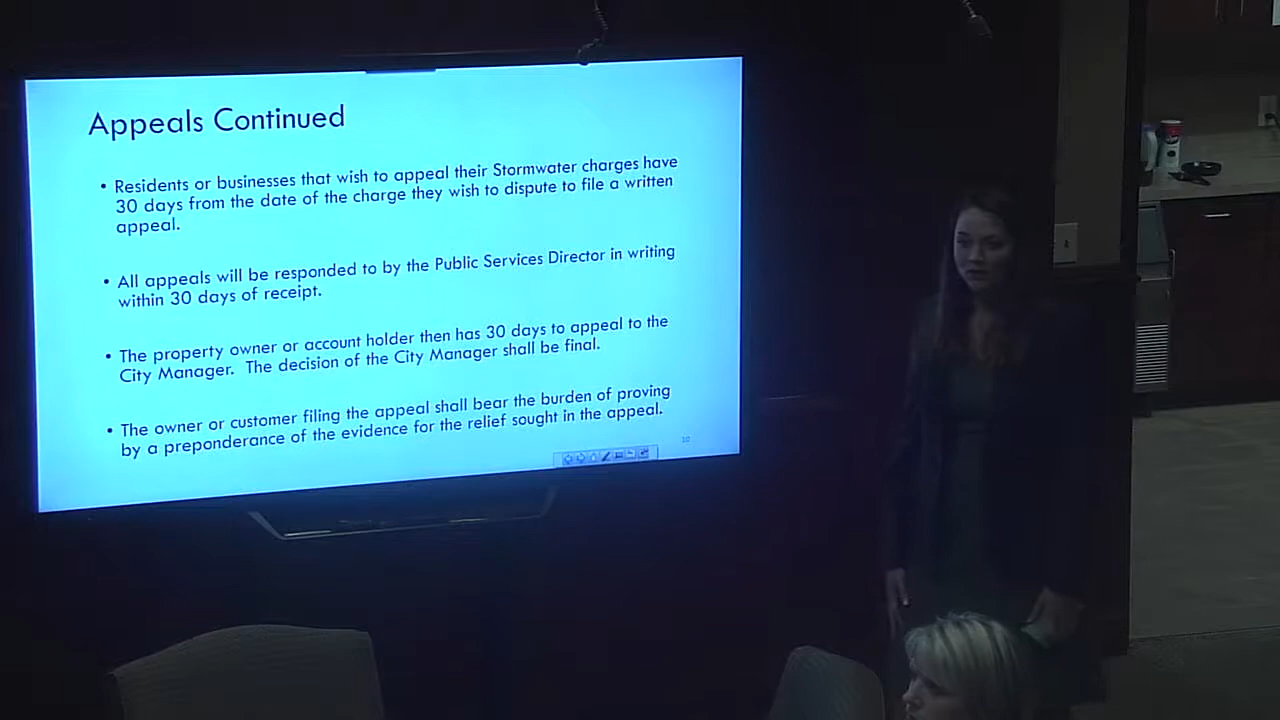 Appeals Continued
• Residents or businesses that wish to appeal their Stormwater charges have
30 days from the date of the charge they wish to dispute to file a written
appeal.
• All appeals will be responded to by the Public Services Director in writing
within 30 days of receipt.
• The property owner or account holder then has 30 days to appeal to the
City Manager. The decision of the City Manager shall be final.
• The owner or customer filing the appeal shall bear the burden of proving
by a preponderance of the evidence for the relief sought in the appeal.
10